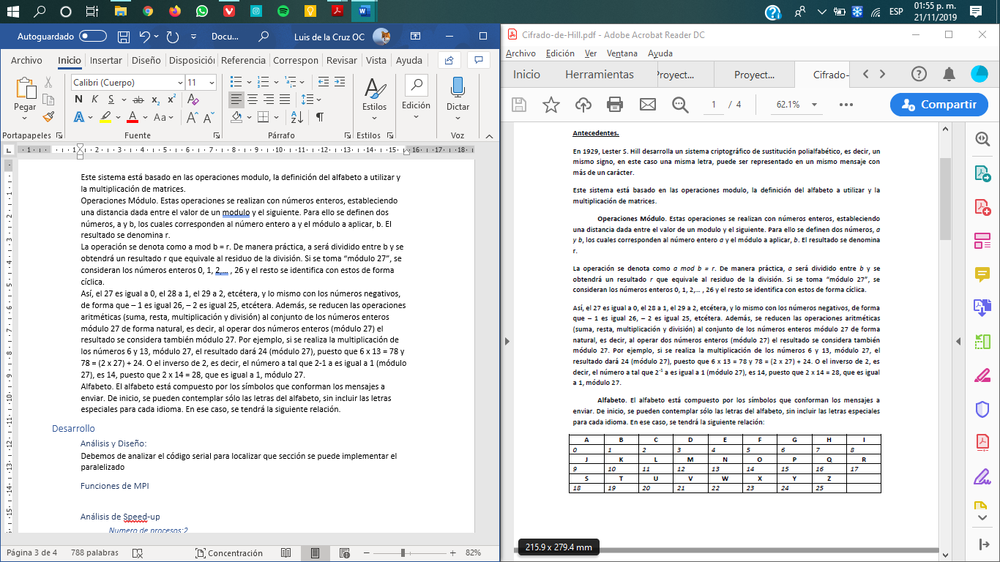 ESP
01:55 p. m.
21/11/2019
Autoguardado
Docu...
Luis de la Cruz OC
Archivo Inicio Insertar Diseño Disposició Referencia Correspon Revisar Vista Ayuda
Pegar
Calibri (Cuerpo) 11
N K S ab x₂ x² A
A A Aa A A
Estilos
Edición
Dictar
Portapapeles Fuente Párrafo Estilos Voz
Este sistema está basado en las operaciones modulo, la definición del alfabeto a utilizar y
la multiplicación de matrices.
Operaciones Módulo. Estas operaciones se realizan con números enteros, estableciendo
una distancia dada entre el valor de un modulo y el siguiente. Para ello se definen dos
números, a y b, los cuales corresponden al número entero a y el módulo a aplicar, b. El
resultado se denomina r.
La operación se denota como a mod b = r. De manera práctica, a será dividido entre b y se
obtendrá un resultado r que equivale al residuo de la división. Si se toma “módulo 27”, se
consideran los números enteros 0, 1, 2,... , 26 y el resto se identifica con estos de forma
cíclica.
Así, el 27 es igual a 0, el 28 a 1, el 29 a 2, etcétera, y lo mismo con los números negativos,
de forma que – 1 es igual 26, – 2 es igual 25, etcétera. Además, se reducen las operaciones
aritméticas (suma, resta, multiplicación y división) al conjunto de los números enteros
módulo 27 de forma natural, es decir, al operar dos números enteros (módulo 27) el
resultado se considera también módulo 27. Por ejemplo, si se realiza la multiplicación de
los números 6 y 13, módulo 27, el resultado dará 24 (módulo 27), puesto que 6 x 13 = 78 y
78 = (2 x 27) + 24. O el inverso de 2, es decir, el número a tal que 2-1 a es igual a 1 (módulo
27), es 14, puesto que 2 x 14 = 28, que es igual a 1, módulo 27.
Alfabeto. El alfabeto está compuesto por los símbolos que conforman los mensajes a
enviar. De inicio, se pueden contemplar sólo las letras del alfabeto, sin incluir las letras
especiales para cada idioma. En ese caso, se tendrá la siguiente relación.
Desarrollo
Análisis y Diseño:
Debemos de analizar el código serial para localizar que sección se puede implementar el
paralelizado
Funciones de MPI
Análisis de Speed-up
Numero de procesos:2
Página 3 de 4 788 palabras Concentración 82%
Cifrado-de-Hill.pdf - Adobe Acrobat Reader DC
Archivo Edición Ver Ventana Ayuda
Inicio Herramientas Proyect... Proyect... Cifrado-
1 / 4 62.1% Compartir
Antecedentes.
En 1929, Lester S. Hill desarrolla un sistema criptográfico de sustitución polialfabético, es decir, un
mismo signo, en este caso una misma letra, puede ser representado en un mismo mensaje con
más de un carácter.
Este sistema está basado en las operaciones modulo, la definición del alfabeto a utilizar y la
multiplicación de matrices.
Operaciones Módulo. Estas operaciones se realizan con números enteros, estableciendo
una distancia dada entre el valor de un modulo y el siguiente. Para ello se definen dos números, a
y b, los cuales corresponden al número entero a y el módulo a aplicar, b. El resultado se denomina
r.
La operación se denota como a mod b = r. De manera práctica, a será dividido entre b y se
obtendrá un resultado r que equivale al residuo de la división. Si se toma “módulo 27”, se
consideran los números enteros 0, 1, 2,... , 26 y el resto se identifica con estos de forma cíclica.
Así, el 27 es igual a 0, el 28 a 1, el 29 a 2, etcétera, y lo mismo con los números negativos, de forma
que – 1 es igual 26, – 2 es igual 25, etcétera. Además, se reducen las operaciones aritméticas
(suma, resta, multiplicación y división) al conjunto de los números enteros módulo 27 de forma
natural, es decir, al operar dos números enteros (módulo 27) el resultado se considera también
módulo 27. Por ejemplo, si se realiza la multiplicación de los números 6 y 13, módulo 27, el
resultado dará 24 (módulo 27), puesto que 6 x 13 = 78 y 78 = (2 x 27) + 24. O el inverso de 2, es
decir, el número a tal que 2⁻¹ a es igual a 1 (módulo 27), es 14, puesto que 2 x 14 = 28, que es igual
a 1, módulo 27.
Alfabeto. El alfabeto está compuesto por los símbolos que conforman los mensajes a
enviar. De inicio, se pueden contemplar sólo las letras del alfabeto, sin incluir las letras especiales
para cada idioma. En ese caso, se tendrá la siguiente relación:
A B C D E F G H I
0 1 2 3 4 5 6 7 8
J K L M N O P Q R
9 10 11 12 13 14 15 16 17
S T U V W X Y Z
18 19 20 21 22 23 24 25
215.9 x 279.4 mm